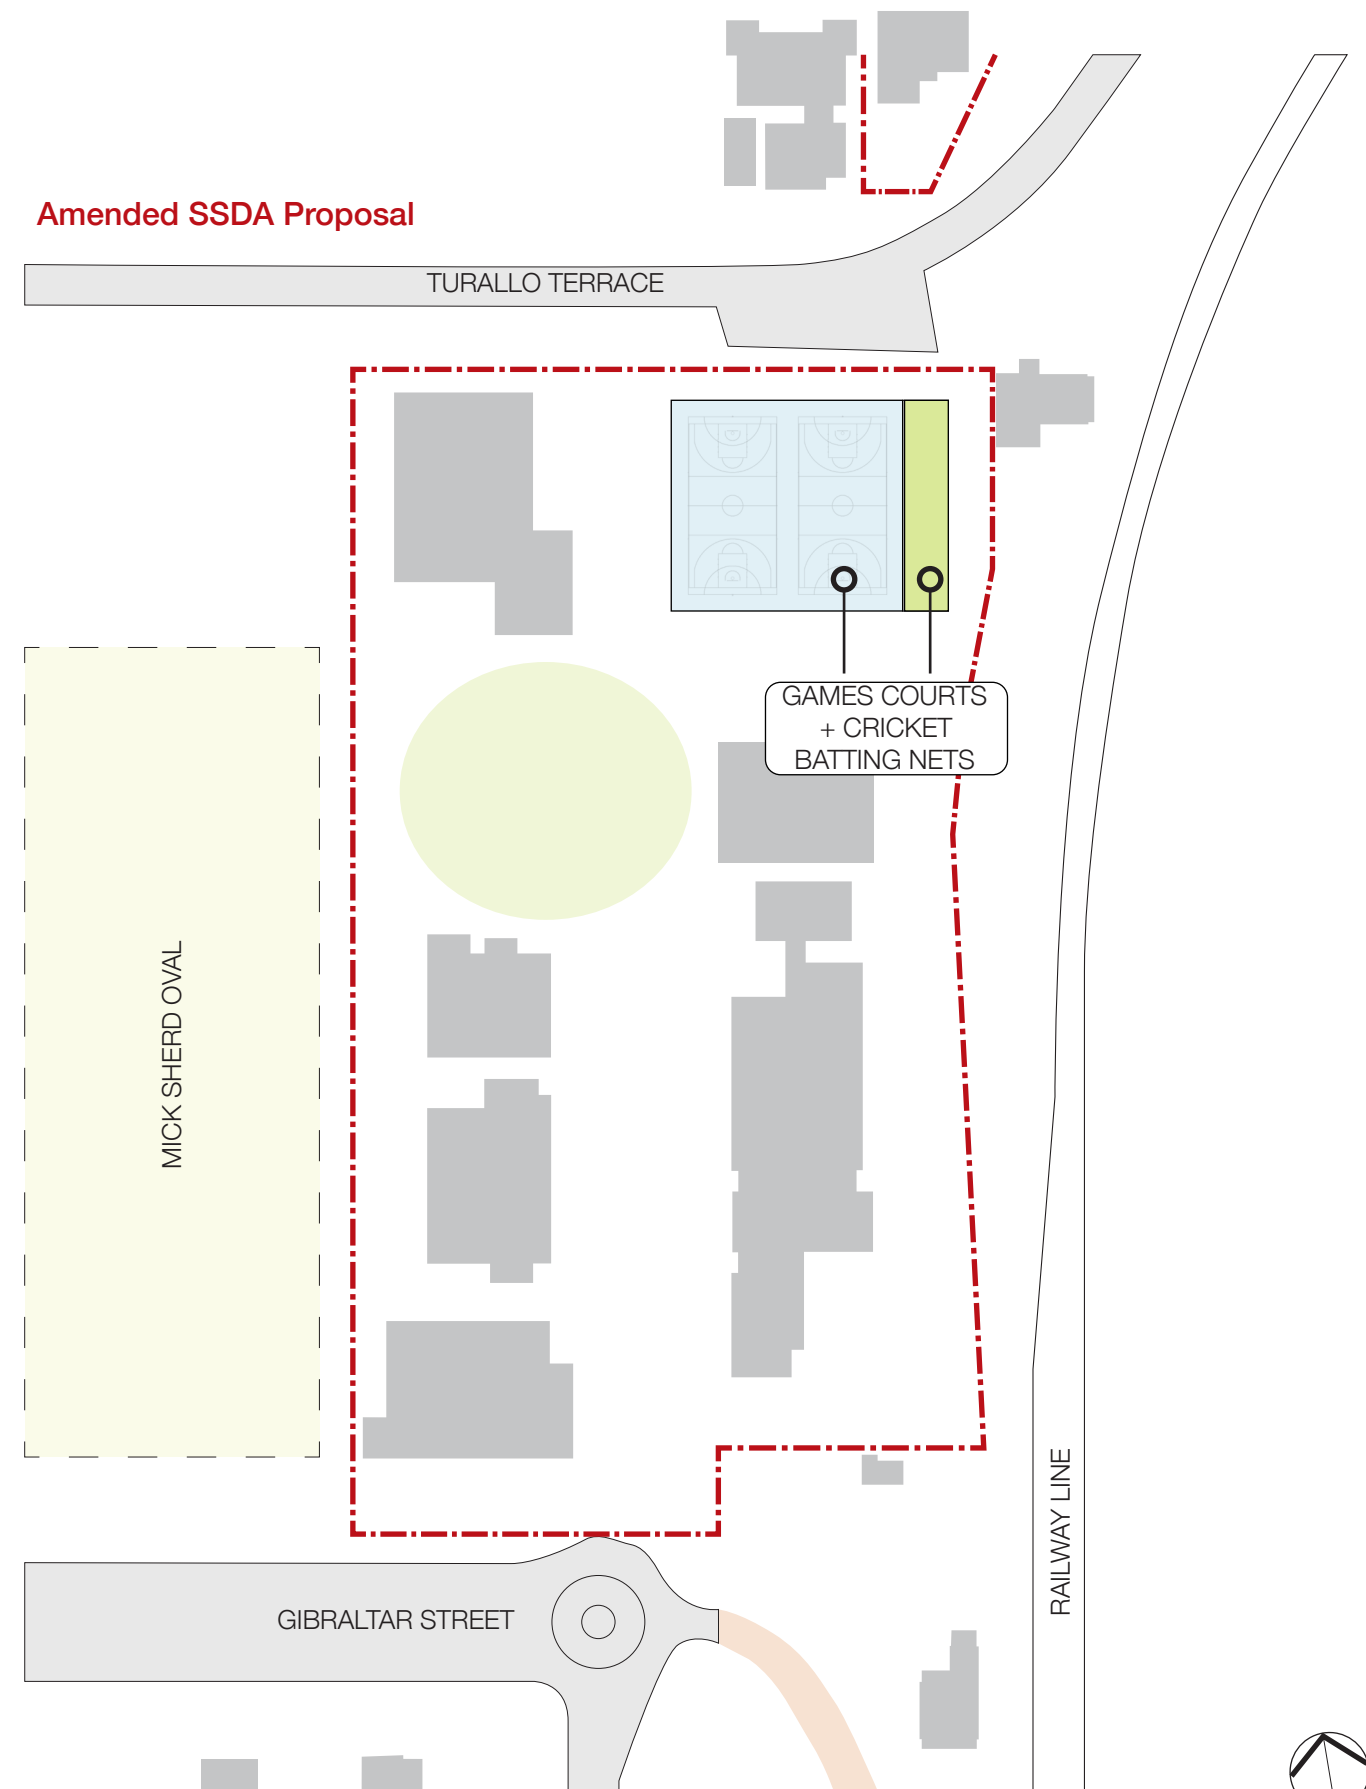 Amended SSDA Proposal
TURALLO TERRACE
GAMES COURTS
+ CRICKET
BATTING NETS
MICK SHERD OVAL
RAILWAY LINE
GIBRALTAR STREET